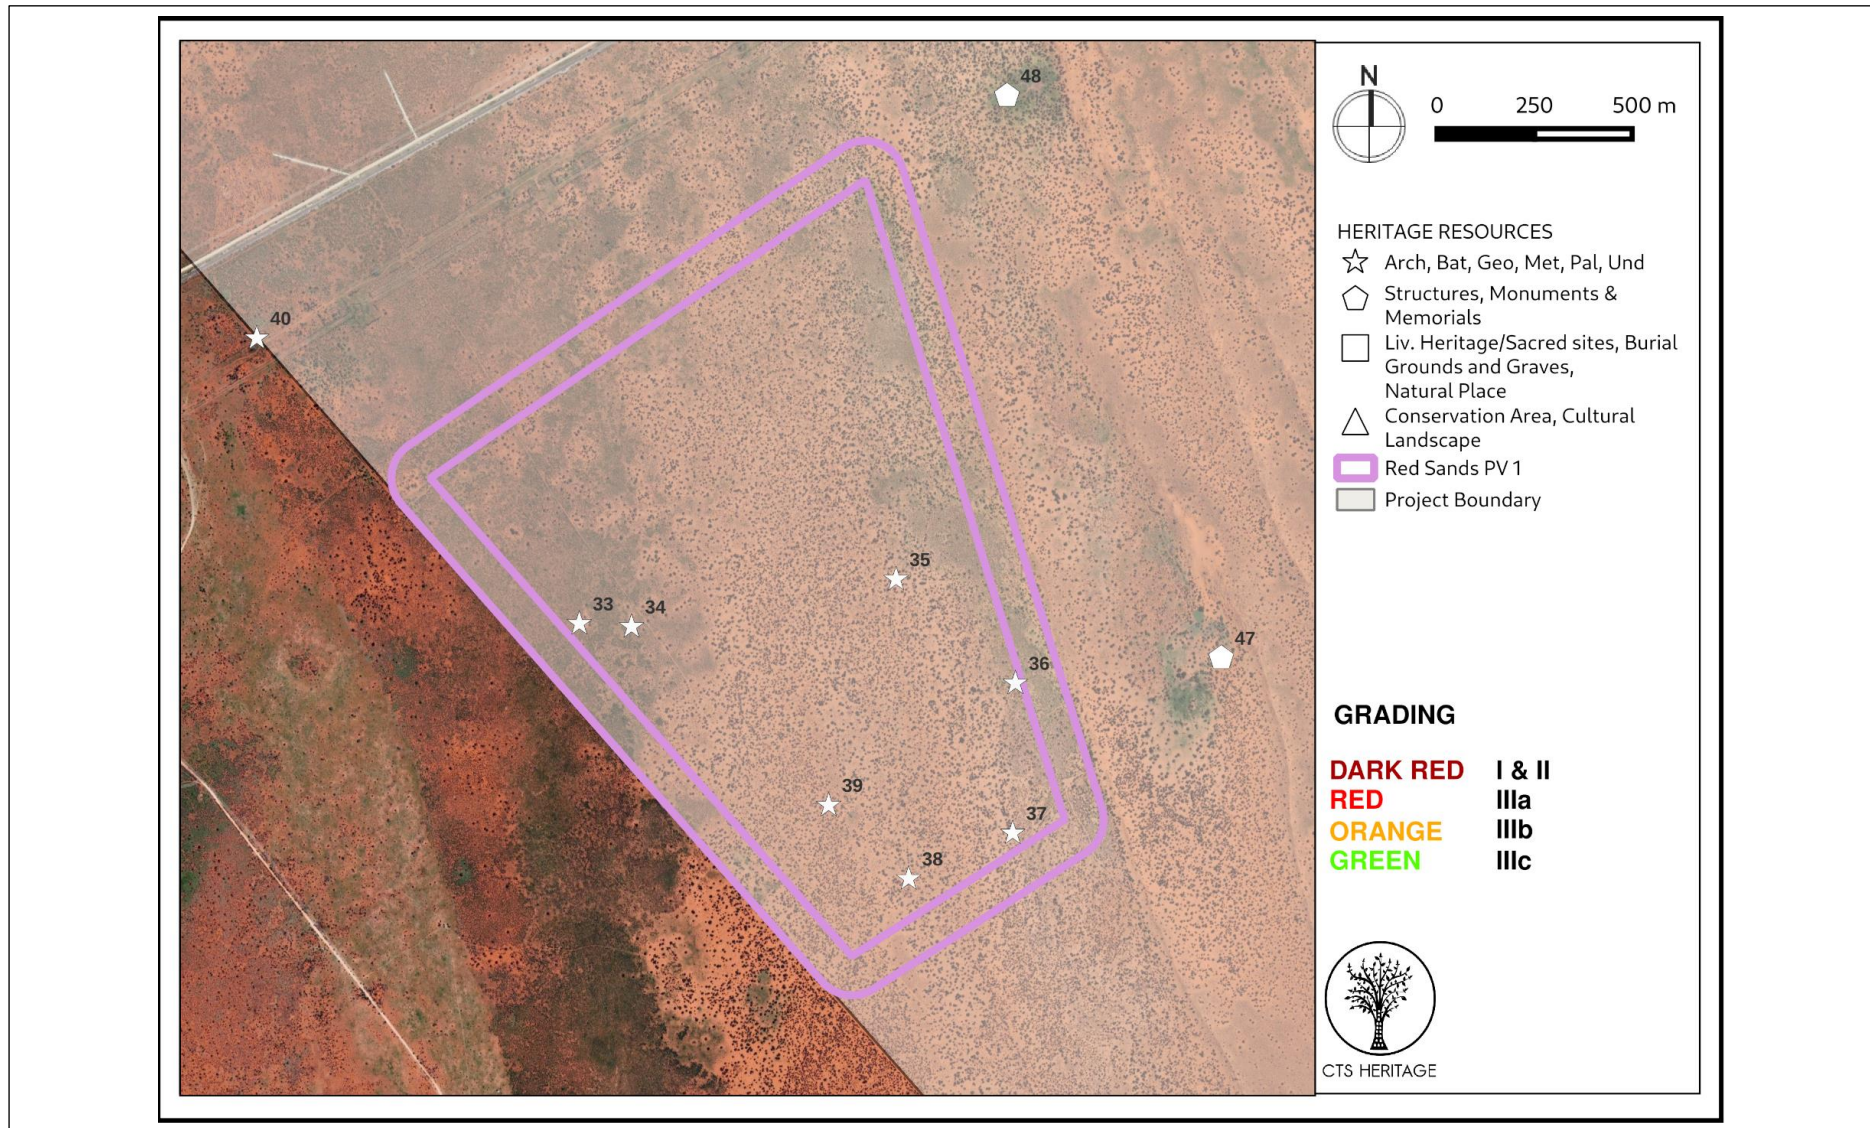 48
40
35
33
34
47
36
39
37
38
N
0 250 500 m
HERITAGE RESOURCES
Arch, Bat, Geo, Met, Pal, Und
Structures, Monuments &
Memorials
Liv. Heritage/Sacred sites, Burial
Grounds and Graves,
Natural Place
Conservation Area, Cultural
Landscape
Red Sands PV 1
Project Boundary
GRADING
DARK RED I & II
RED IIIa
ORANGE IIIb
GREEN IIIc
CTS HERITAGE